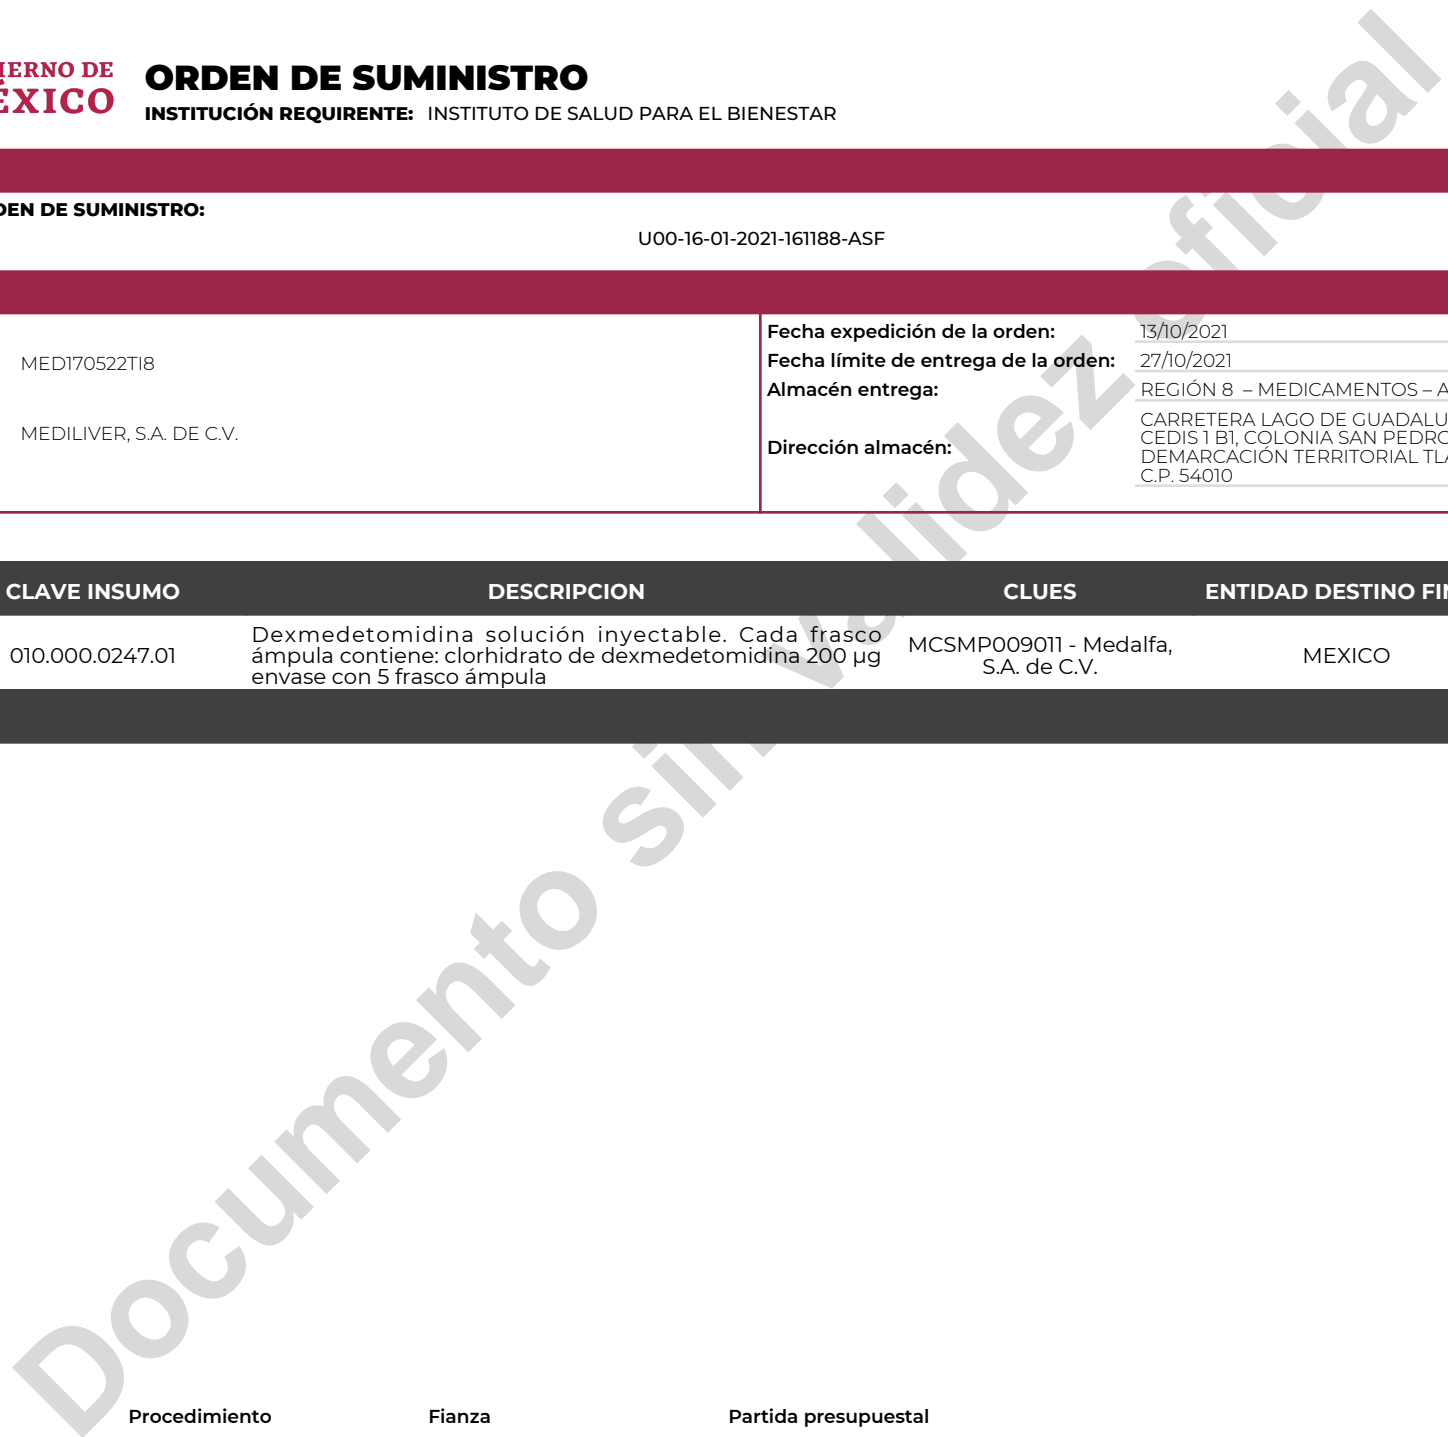 IERNO DE
ÉXICO
ORDEN DE SUMINISTRO
INSTITUCIÓN REQUIRENTE: INSTITUTO DE SALUD PARA EL BIENESTAR
DEN DE SUMINISTRO:
U00-16-01-2021-161188-ASF
MED170522TI8
MEDILIVER, S.A. DE C.V.
Fecha expedición de la orden: 13/10/2021
Fecha límite de entrega de la orden: 27/10/2021
Almacén entrega: REGIÓN 8 – MEDICAMENTOS – A
Dirección almacén:
CARRETERA LAGO DE GUADALU
CEDIS 1 B1, COLONIA SAN PEDRO
DEMARCACIÓN TERRITORIAL TLA
C.P. 54010
CLAVE INSUMO DESCRIPCION CLUES ENTIDAD DESTINO FIN
010.000.0247.01
Dexmedetomidina solución inyectable. Cada frasco
ámpula contiene: clorhidrato de dexmedetomidina 200 µg
envase con 5 frasco ámpula
MCSMP009011 - Medalfa,
S.A. de C.V.
MEXICO
Documento sin validez oficial
Procedimiento Fianza Partida presupuestal